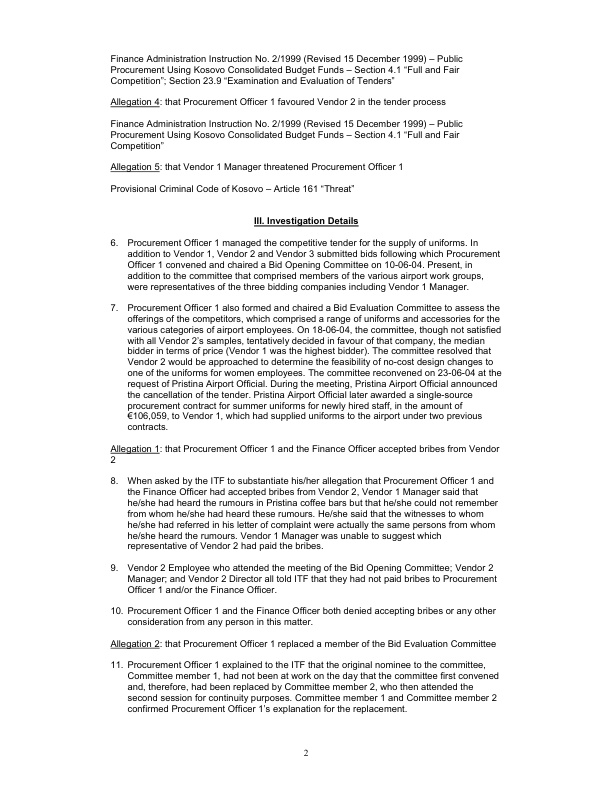 Finance Administration Instruction No. 2/1999 (Revised 15 December 1999) – Public
Procurement Using Kosovo Consolidated Budget Funds – Section 4.1 “Full and Fair
Competition”; Section 23.9 “Examination and Evaluation of Tenders”
Allegation 4: that Procurement Officer 1 favoured Vendor 2 in the tender process
Finance Administration Instruction No. 2/1999 (Revised 15 December 1999) – Public
Procurement Using Kosovo Consolidated Budget Funds – Section 4.1 “Full and Fair
Competition”
Allegation 5: that Vendor 1 Manager threatened Procurement Officer 1
Provisional Criminal Code of Kosovo – Article 161 “Threat”
III. Investigation Details
6. Procurement Officer 1 managed the competitive tender for the supply of uniforms. In
addition to Vendor 1, Vendor 2 and Vendor 3 submitted bids following which Procurement
Officer 1 convened and chaired a Bid Opening Committee on 10-06-04. Present, in
addition to the committee that comprised members of the various airport work groups,
were representatives of the three bidding companies including Vendor 1 Manager.
7. Procurement Officer 1 also formed and chaired a Bid Evaluation Committee to assess the
offerings of the competitors, which comprised a range of uniforms and accessories for the
various categories of airport employees. On 18-06-04, the committee, though not satisfied
with all Vendor 2’s samples, tentatively decided in favour of that company, the median
bidder in terms of price (Vendor 1 was the highest bidder). The committee resolved that
Vendor 2 would be approached to determine the feasibility of no-cost design changes to
one of the uniforms for women employees. The committee reconvened on 23-06-04 at the
request of Pristina Airport Official. During the meeting, Pristina Airport Official announced
the cancellation of the tender. Pristina Airport Official later awarded a single-source
procurement contract for summer uniforms for newly hired staff, in the amount of
€106,059, to Vendor 1, which had supplied uniforms to the airport under two previous
contracts.
Allegation 1: that Procurement Officer 1 and the Finance Officer accepted bribes from Vendor
2
8. When asked by the ITF to substantiate his/her allegation that Procurement Officer 1 and
the Finance Officer had accepted bribes from Vendor 2, Vendor 1 Manager said that
he/she had heard the rumours in Pristina coffee bars but that he/she could not remember
from whom he/she had heard these rumours. He/she said that the witnesses to whom
he/she had referred in his letter of complaint were actually the same persons from whom
he/she heard the rumours. Vendor 1 Manager was unable to suggest which
representative of Vendor 2 had paid the bribes.
9. Vendor 2 Employee who attended the meeting of the Bid Opening Committee; Vendor 2
Manager; and Vendor 2 Director all told ITF that they had not paid bribes to Procurement
Officer 1 and/or the Finance Officer.
10. Procurement Officer 1 and the Finance Officer both denied accepting bribes or any other
consideration from any person in this matter.
Allegation 2: that Procurement Officer 1 replaced a member of the Bid Evaluation Committee
11. Procurement Officer 1 explained to the ITF that the original nominee to the committee,
Committee member 1, had not been at work on the day that the committee first convened
and, therefore, had been replaced by Committee member 2, who then attended the
second session for continuity purposes. Committee member 1 and Committee member 2
confirmed Procurement Officer 1’s explanation for the replacement.
2